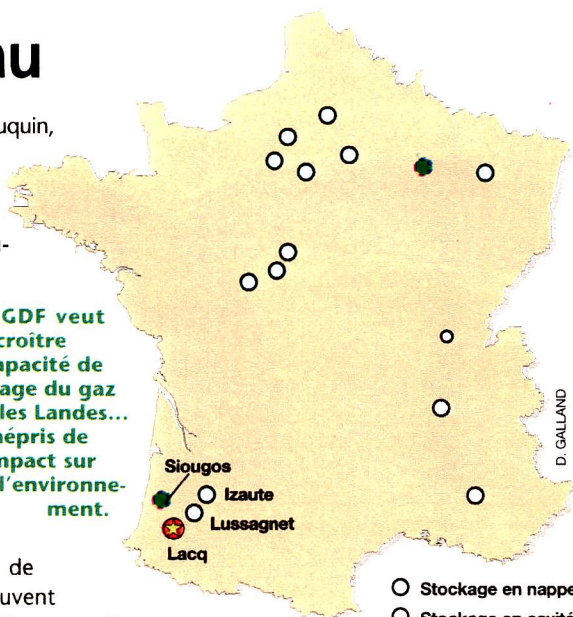 uquin,
GDF veut
croître
apacité de
age du gaz
les Landes...
épris de
mpact sur
d'environne-
ment.
de
uvent
Siougos
Izaute
Lussagnet
Lacq
D. GALLAND
Stockage en nappe